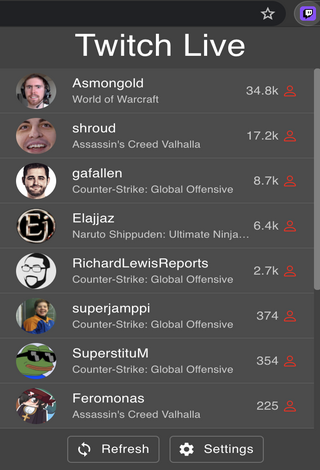 Twitch Live
Asmongold
34.8k
World of Warcraft
shroud
17.2k
Assassin's Creed Valhalla
gafallen
8.7k
Counter-Strike: Global Offensive
Elajjaz
6.4k
Naruto Shippuden: Ultimate Ninja...
RichardLewisReports
2.7k
Counter-Strike: Global Offensive
superjamppi
374
Counter-Strike: Global Offensive
SuperstituM
354
Counter-Strike: Global Offensive
Feromonas
225
Assassin's Creed Valhalla
Refresh
Settings